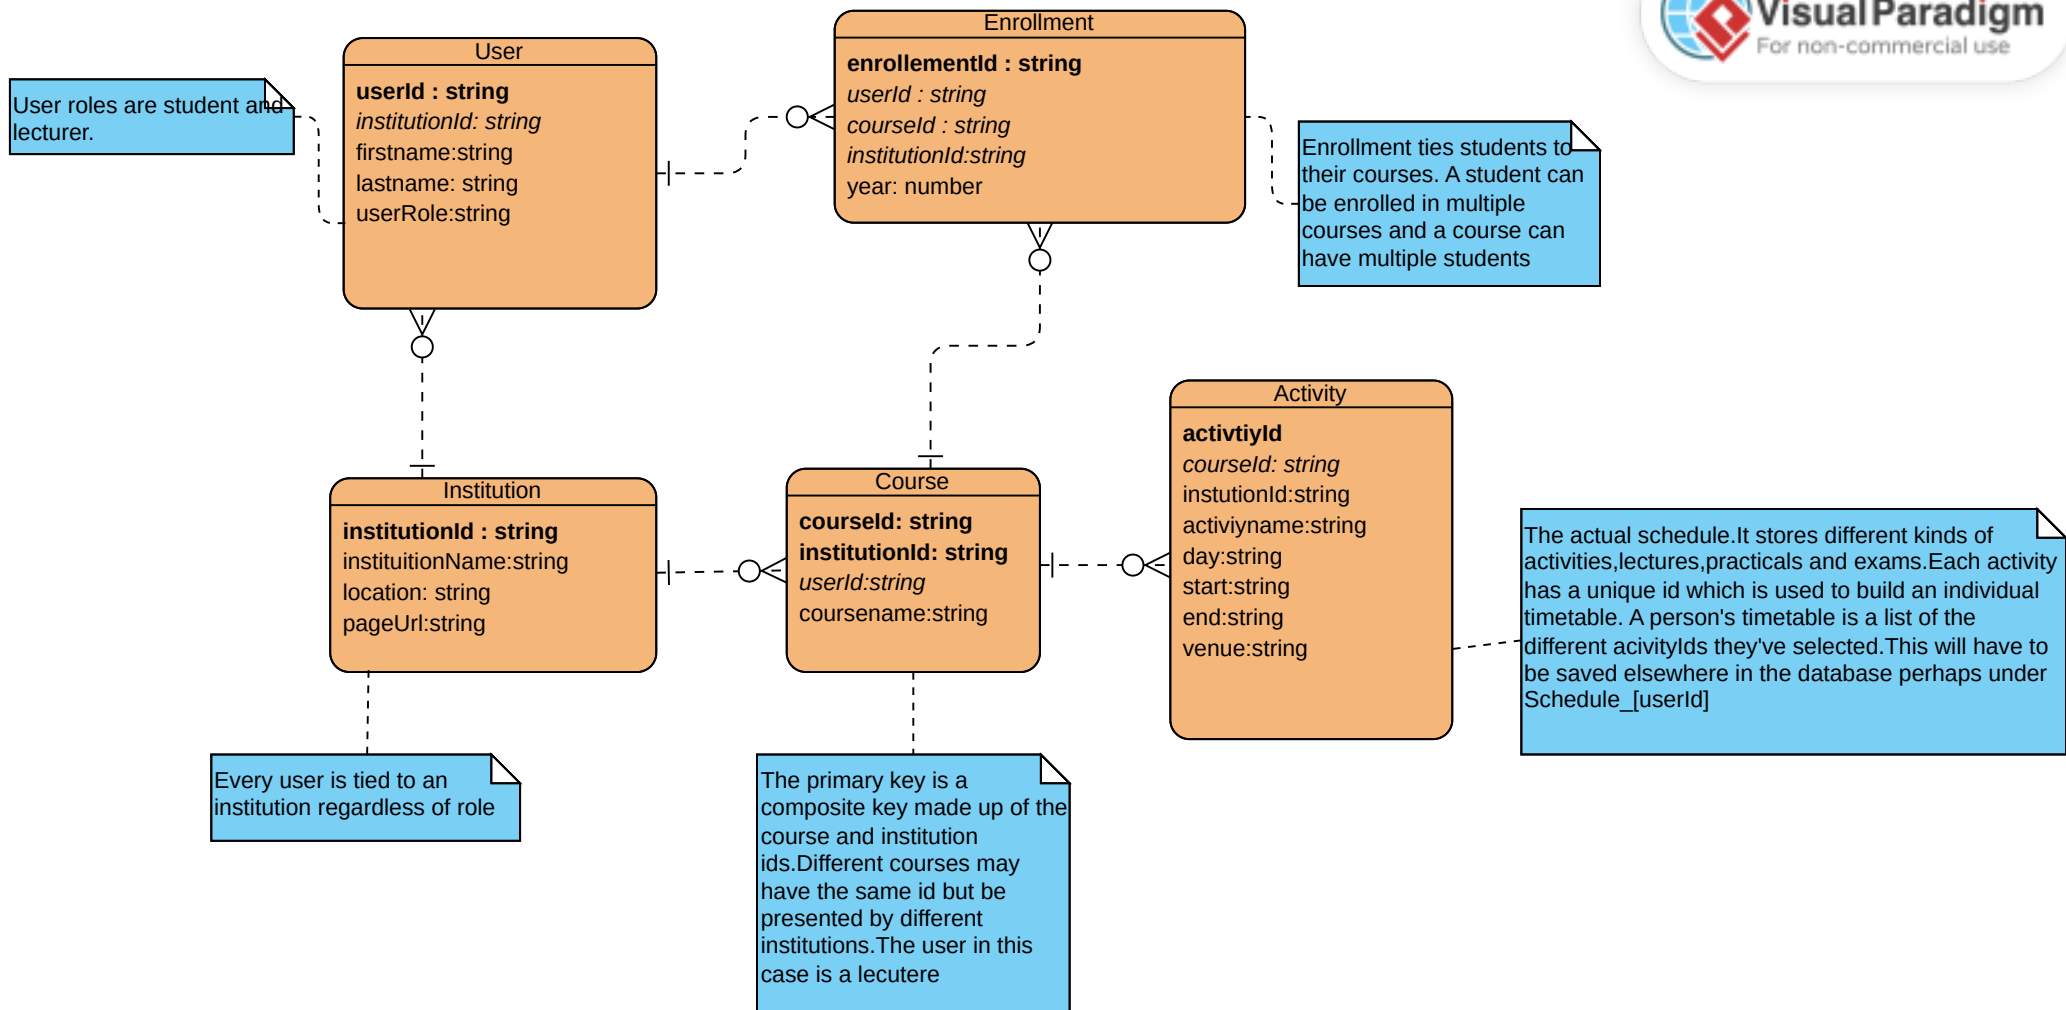 VisualParadigm
For non-commercial use
User roles are student and
lecturer.
User
userId : string
institutionId: string
firstname:string
lastname: string
userRole:string
Enrollment
enrollementId : string
userId : string
courseId : string
institutionId:string
year: number
Enrollment ties students to
their courses. A student can
be enrolled in multiple
courses and a course can
have multiple students
Institution
institutionId : string
instituitionName:string
location: string
pageUrl:string
Course
courseId: string
institutionId: string
userId:string
coursename:string
Activity
activtiyId
courseId: string
instutionId:string
activiyname:string
day:string
start:string
end:string
venue:string
The actual schedule.It stores different kinds of
activities,lectures,practicals and exams.Each activity
has a unique id which is used to build an individual
timetable. A person's timetable is a list of the
different acivityIds they've selected.This will have to
be saved elsewhere in the database perhaps under
Schedule_[userId]
Every user is tied to an
institution regardless of role
The primary key is a
composite key made up of the
course and institution
ids.Different courses may
have the same id but be
presented by different
institutions.The user in this
case is a lecutere